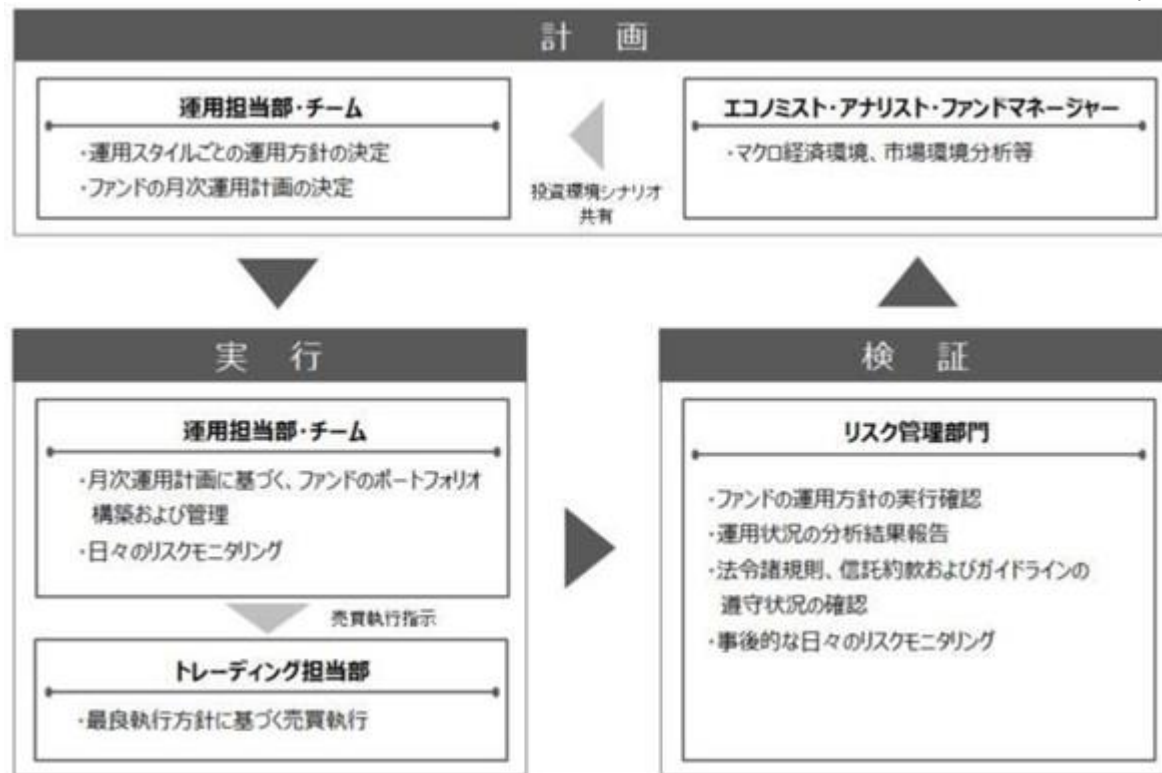 計 画
運用担当部・チーム
・運用スタイルごとの運用方針の決定
・ファンドの月次運用計画の決定
投資環境シナリオ
共有
エコノミスト・アナリスト・ファンドマネージャー
・マクロ経済環境、市場環境分析等
実 行
運用担当部・チーム
・月次運用計画に基づく、ファンドのポートフォリオ
構築および管理
・日々のリスクモニタリング
売買執行指示
トレーディング担当部
・最良執行方針に基づく売買執行
検 証
リスク管理部門
・ファンドの運用方針の実行確認
・運用状況の分析結果報告
・法令諸規則、信託約款およびガイドラインの
遵守状況の確認
・事後的な日々のリスクモニタリング